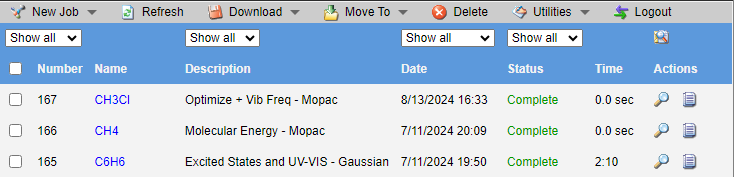 New Job Refresh Download Move To Delete Utilities Logout
Show all Show all Show all Show all
Number Name Description Date Status Time Actions
167 CH3Cl Optimize + Vib Freq - Mopac 8/13/2024 16:33 Complete 0.0 sec
166 CH4 Molecular Energy - Mopac 7/11/2024 20:09 Complete 0.0 sec
165 C6H6 Excited States and UV-VIS - Gaussian 7/11/2024 19:50 Complete 2:10